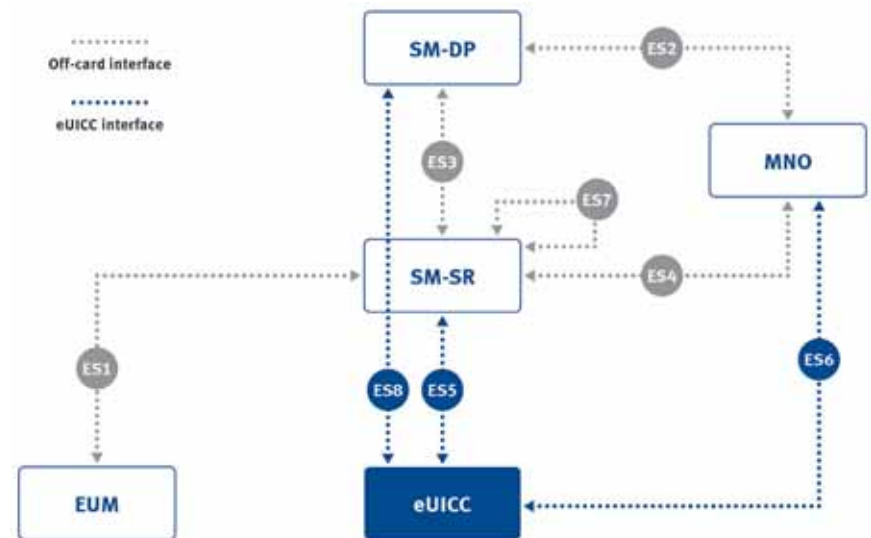 SM-DP
ES2
Off-card interface
eUICC interface
ES3
MNO
ES7
SM-SR
ES4
ES1
ES8
ES5
ES6
EUM
eUICC